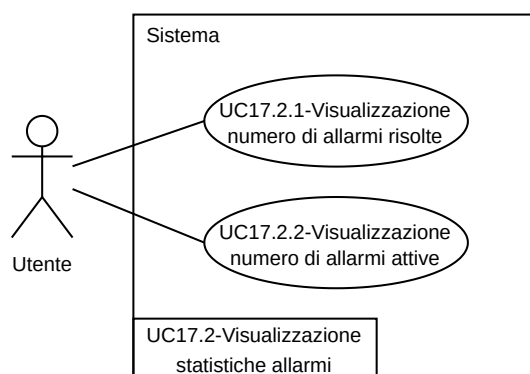 Sistema
UC17.2.1-Visualizzazione
numero di allarmi risolte
UC17.2.2-Visualizzazione
numero di allarmi attive
Utente
UC17.2-Visualizzazione
statistiche allarmi